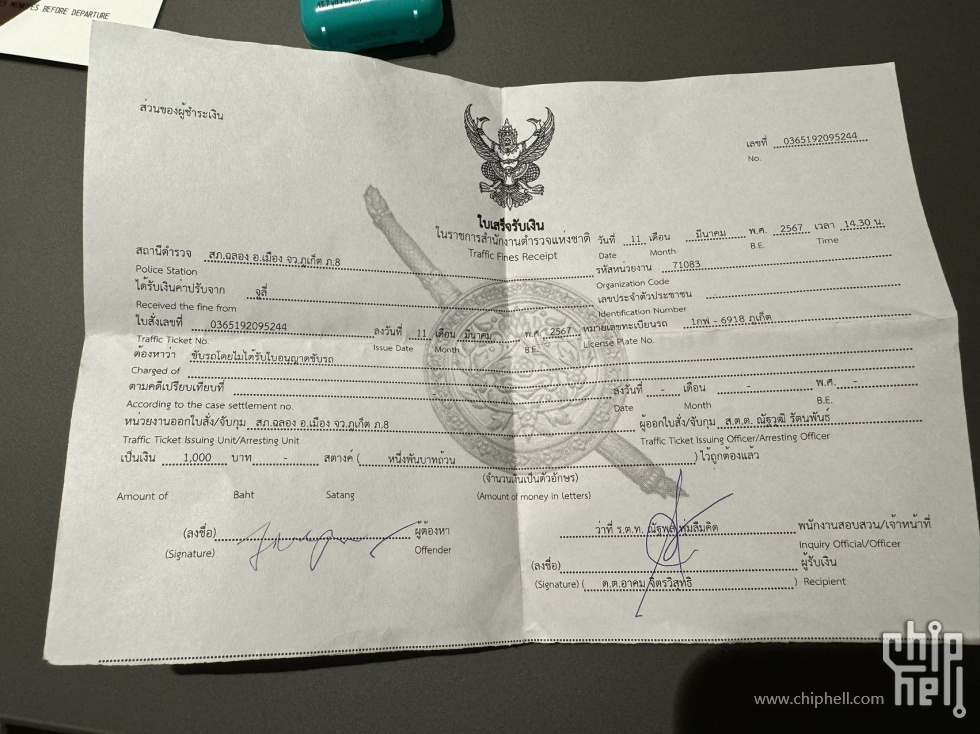 MINUTES BEFORE DEPARTURE
ส่วนของผู้ชำระเงิน
เลขที่ 0365192095244
No.
ใบเสร็จรับเงิน
ในราชการสำนักงานตำรวจแห่งชาติ วันที่ 11 เดือน มีนาคม พ.ศ. 2567 เวลา 14.30 น.
Traffic Fines Receipt Date Month B.E. Time
สถานีตำรวจ สภ.ฉลอง อ.เมือง จว.ภูเก็ต ภ.8 รหัสหน่วยงาน 71083
Police Station Organization Code
ได้รับเงินค่าปรับจาก จูลี่ เลขประจำตัวประชาชน
Received the fine from Identification Number
ใบสั่งเลขที่ 0365192095244 ลงวันที่ 11 เดือน มีนาคม พ.ศ. 2567 หมายเลขทะเบียนรถ 1กพ - 6918 ภูเก็ต
Traffic Ticket No. Issue Date Month B.E. License Plate No.
ต้องหาว่า ขับรถโดยไม่ได้รับใบอนุญาตขับรถ
Charged of
ตามคดีเปรียบเทียบที่ ลงวันที่ - เดือน - พ.ศ. -
According to the case settlement no. Date Month B.E.
หน่วยงานออกใบสั่ง/จับกุม สภ.ฉลอง อ.เมือง จว.ภูเก็ต ภ.8 ผู้ออกใบสั่ง/จับกุม ส.ต.ต. ณัฐวุฒิ รัตนพันธ์
Traffic Ticket Issuing Unit/Arresting Unit Traffic Ticket Issuing Officer/Arresting Officer
เป็นเงิน 1,000 บาท - สตางค์ ( หนึ่งพันบาทถ้วน ) ไว้ถูกต้องแล้ว
(จำนวนเงินเป็นตัวอักษร)
Amount of Baht Satang (Amount of money in letters)
(ลงชื่อ) ผู้ต้องหา
(Signature) Offender
ว่าที่ ร.ต.ท. พนักงานสอบสวน/เจ้าหน้าที่
Inquiry Official/Officer
(ลงชื่อ) ผู้รับเงิน
(Signature) ( ด.ต.อาคม จิตรวิสุทธิ ) Recipient
chip hell
www.chiphell.com